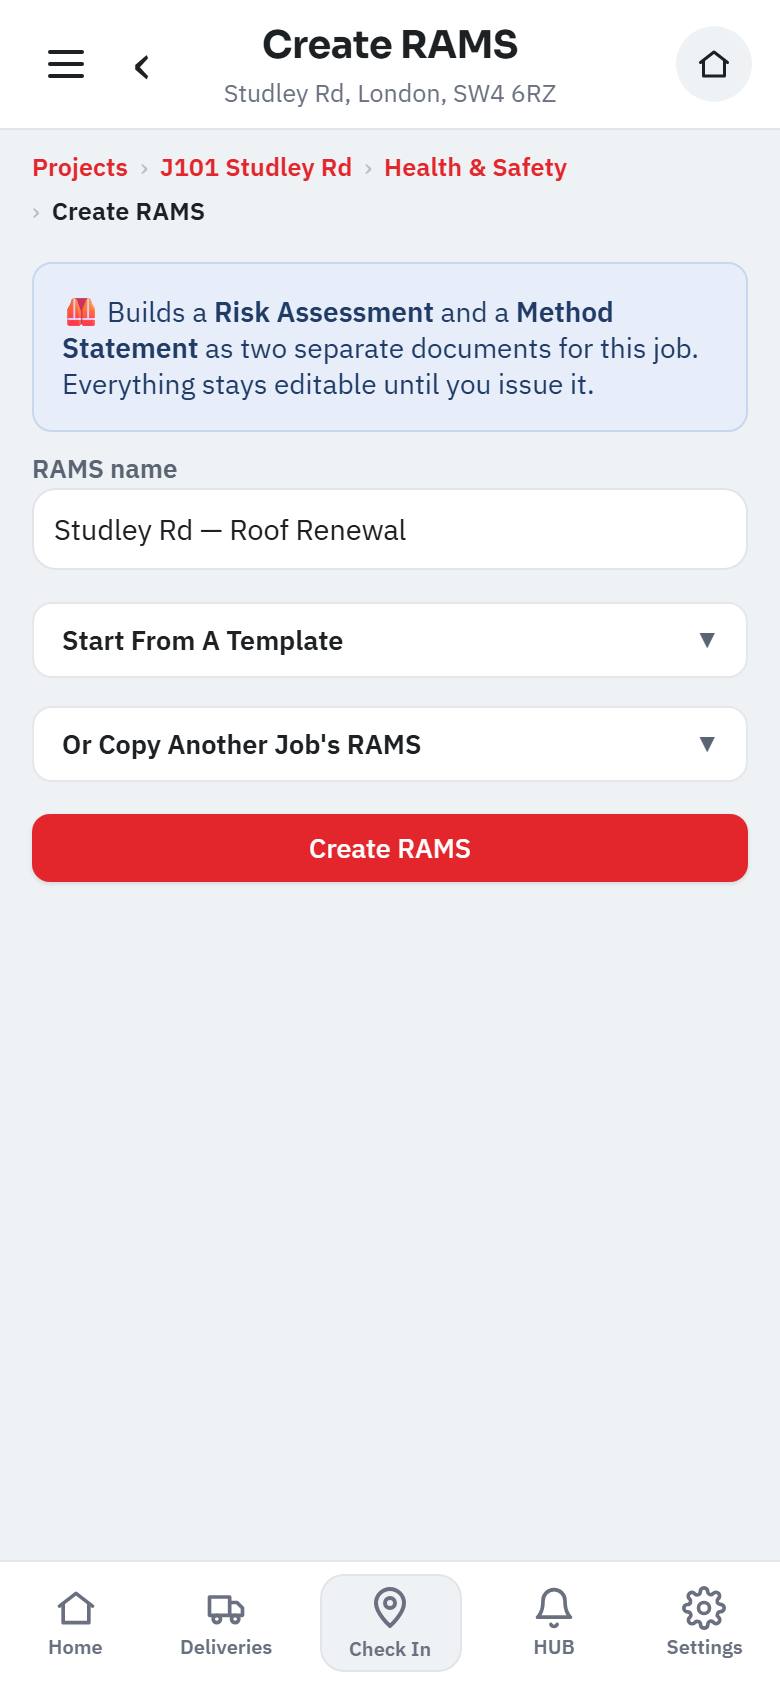 Create RAMS
Studley Rd, London, SW4 6RZ
Projects › J101 Studley Rd › Health & Safety
› Create RAMS
Builds a Risk Assessment and a Method
Statement as two separate documents for this job.
Everything stays editable until you issue it.
RAMS name
Studley Rd — Roof Renewal
Start From A Template ▼
Or Copy Another Job's RAMS ▼
Create RAMS
Home
Deliveries
Check In
HUB
Settings